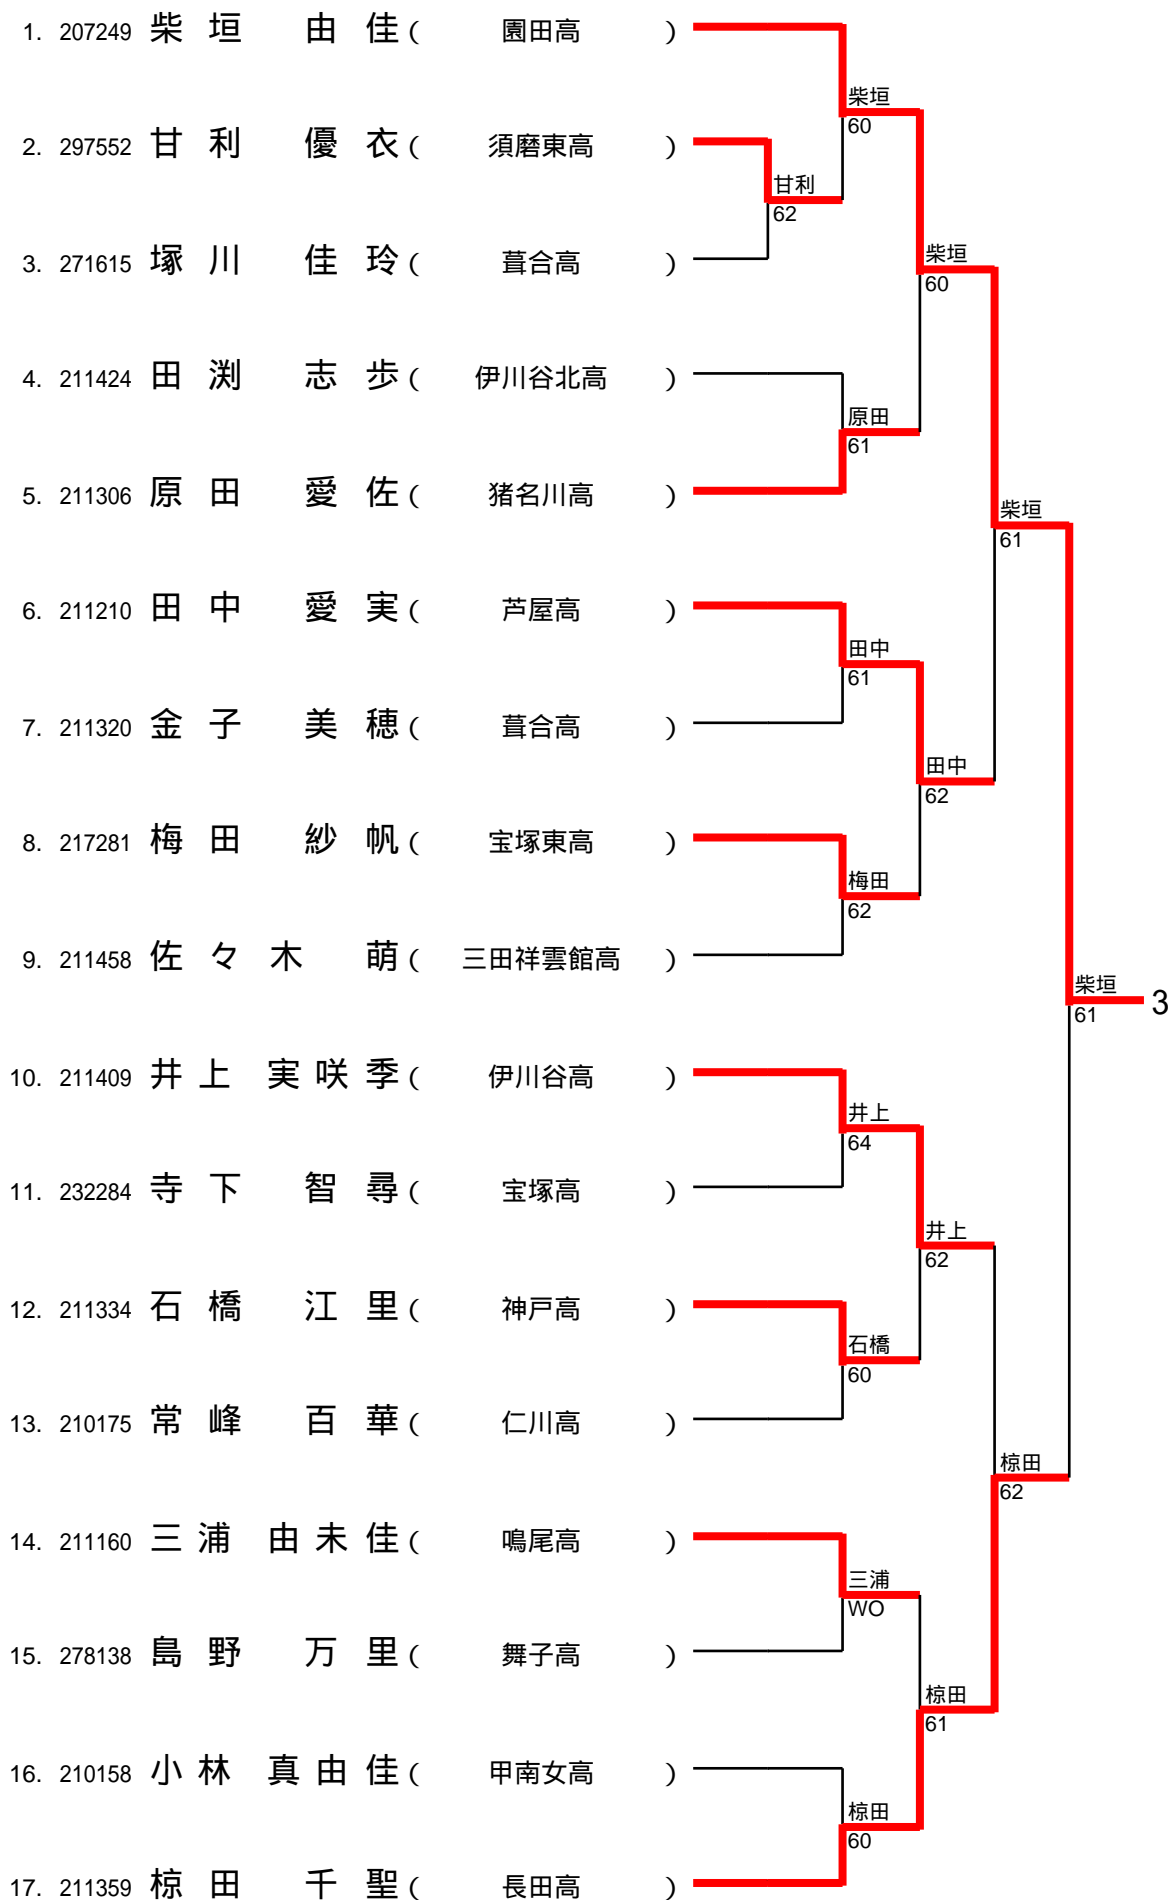 1. 207249 柴垣 由佳 ( 園田高 )
柴垣
60
2. 297552 甘利 優衣 ( 須磨東高 )
甘利
62
3. 271615 塚川 佳玲 ( 葺合高 )
柴垣
60
4. 211424 田渕 志歩 ( 伊川谷北高 )
原田
61
5. 211306 原田 愛佐 ( 猪名川高 )
柴垣
61
6. 211210 田中 愛実 ( 芦屋高 )
田中
61
7. 211320 金子 美穂 ( 葺合高 )
田中
62
8. 217281 梅田 紗帆 ( 宝塚東高 )
梅田
62
9. 211458 佐々木 萌 ( 三田祥雲館高 )
柴垣
61
3
10. 211409 井上 実咲季 ( 伊川谷高 )
井上
64
11. 232284 寺下 智尋 ( 宝塚高 )
井上
62
12. 211334 石橋 江里 ( 神戸高 )
石橋
60
13. 210175 常峰 百華 ( 仁川高 )
椋田
62
14. 211160 三浦 由未佳 ( 鳴尾高 )
三浦
WO
15. 278138 島野 万里 ( 舞子高 )
椋田
61
16. 210158 小林 真由佳 ( 甲南女高 )
椋田
60
17. 211359 椋田 千聖 ( 長田高 )